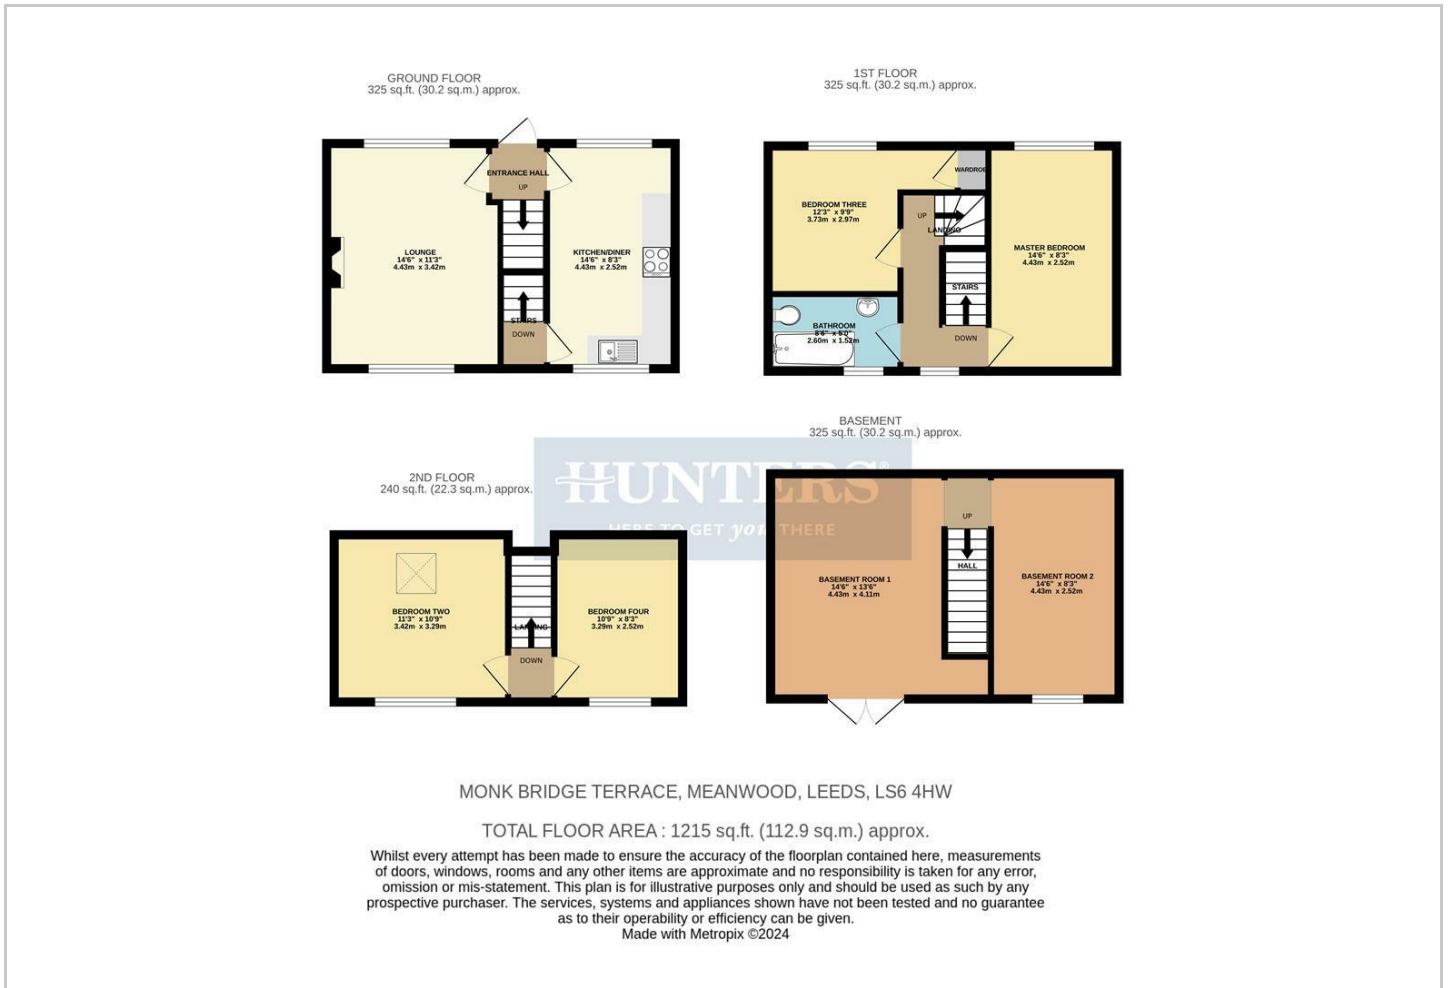 GROUND FLOOR
325 sq.ft. (30.2 sq.m.) approx.
ENTRANCE HALL
UP
LOUNGE
14'6" x 11'3"
4.43m x 3.42m
KITCHEN/DINER
14'6" x 8'3"
4.43m x 2.52m
STAIRS
DOWN
1ST FLOOR
325 sq.ft. (30.2 sq.m.) approx.
WARDROBE
BEDROOM THREE
12'3" x 9'9"
3.73m x 2.97m
UP
LANDING
MASTER BEDROOM
14'6" x 8'3"
4.43m x 2.52m
STAIRS
BATHROOM
8'6" x 5'0"
2.60m x 1.52m
DOWN
2ND FLOOR
240 sq.ft. (22.3 sq.m.) approx.
BEDROOM TWO
11'3" x 10'9"
3.42m x 3.29m
LANDING
DOWN
BEDROOM FOUR
10'9" x 8'3"
3.29m x 2.52m
BASEMENT
325 sq.ft. (30.2 sq.m.) approx.
UP
HALL
BASEMENT ROOM 1
14'6" x 13'6"
4.43m x 4.11m
BASEMENT ROOM 2
14'6" x 8'3"
4.43m x 2.52m
HUNTERS®
HERE TO GET you THERE
MONK BRIDGE TERRACE, MEANWOOD, LEEDS, LS6 4HW
TOTAL FLOOR AREA : 1215 sq.ft. (112.9 sq.m.) approx.
Whilst every attempt has been made to ensure the accuracy of the floorplan contained here, measurements
of doors, windows, rooms and any other items are approximate and no responsibility is taken for any error,
omission or mis-statement. This plan is for illustrative purposes only and should be used as such by any
prospective purchaser. The services, systems and appliances shown have not been tested and no guarantee
as to their operability or efficiency can be given.
Made with Metropix ©2024